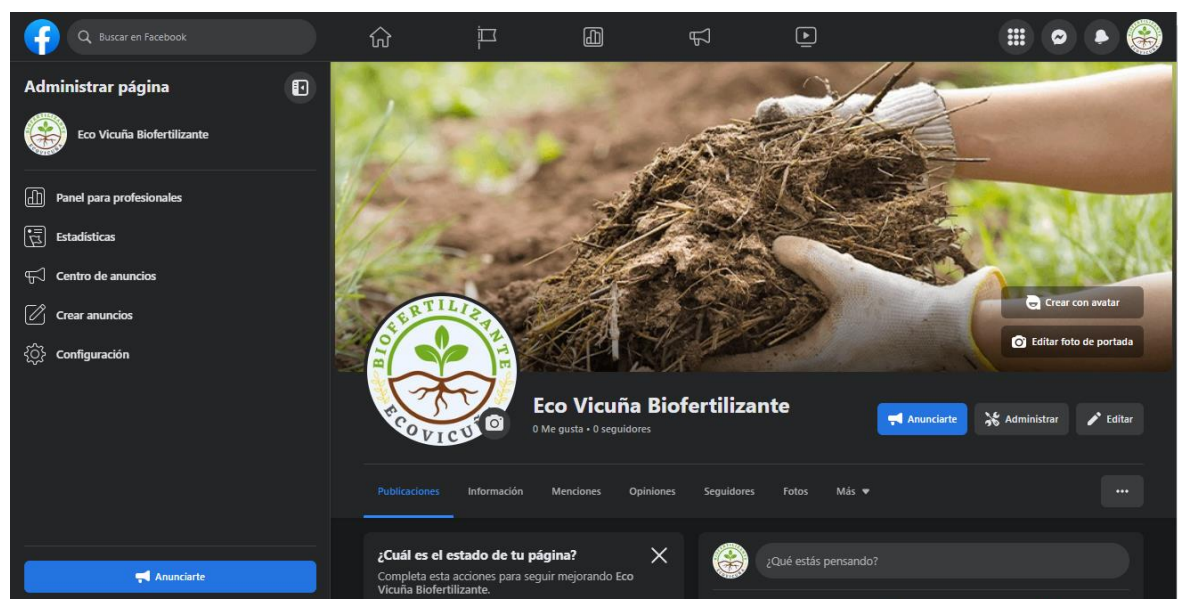 Buscar en Facebook
Administrar página
Eco Vicuña Biofertilizante
Panel para profesionales
Estadísticas
Centro de anuncios
Crear anuncios
Configuración
Anunciarte
Crear con avatar
Editar foto de portada
BIOFERTILIZANTE
ECOVICUÑ
Eco Vicuña Biofertilizante
0 Me gusta • 0 seguidores
Anunciarte
Administrar
Editar
Publicaciones
Información
Menciones
Opiniones
Seguidores
Fotos
Más
¿Cuál es el estado de tu página?
Completa esta acciones para seguir mejorando Eco
Vicuña Biofertilizante.
¿Qué estás pensando?